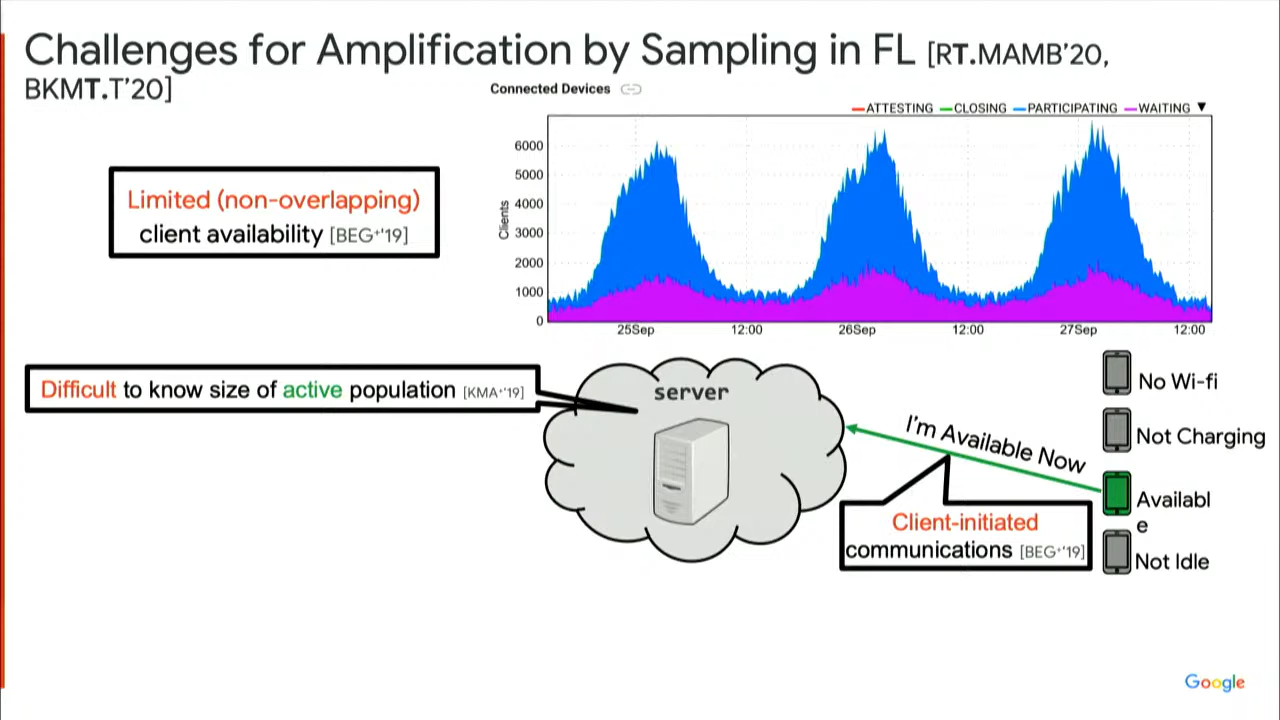 Challenges for Amplification by Sampling in FL [RT.MAMB'20,
BKMT.T'20]
Connected Devices
ATTESTING CLOSING PARTICIPATING WAITING ▼
Limited (non-overlapping)
client availability [BEG+'19]
Clients
6000
5000
4000
3000
2000
1000
0
25Sep 12:00 26Sep 12:00 27Sep 12:00
Difficult to know size of active population [KMA+'19]
server
I'm Available Now
Client-initiated
communications [BEG+'19]
No Wi-fi
Not Charging
Availabl
e
Not Idle
Google